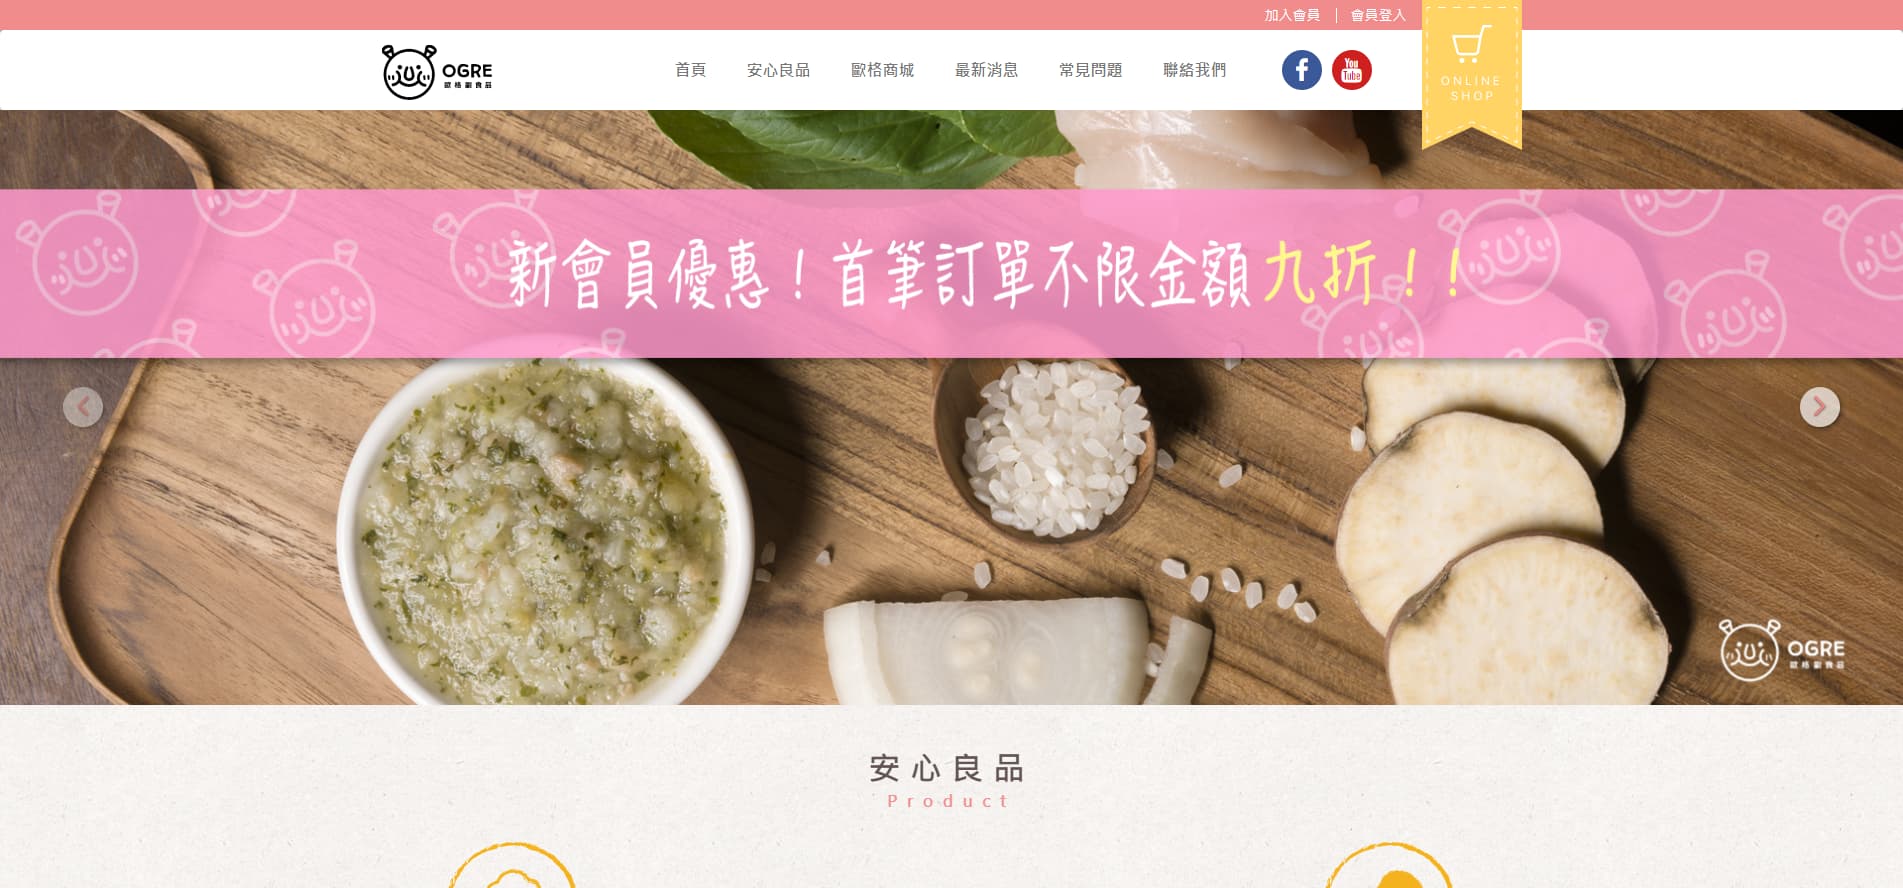 加入會員
會員登入
OGRE
歐格副食品
首頁
安心良品
歐格商城
最新消息
常見問題
聯絡我們
You
Tube
ONLINE
SHOP
新會員優惠！首筆訂單不限金額九折！！
OGRE
歐格副食品
安心良品
Product